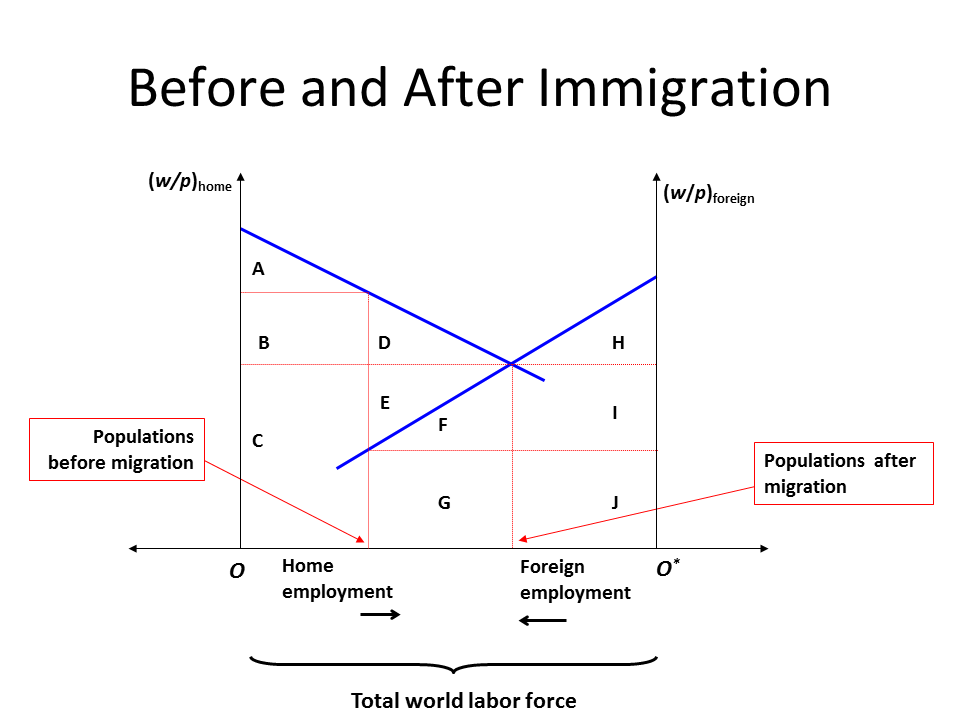 Before and After Immigration
(w/p)home
(w/p)foreign
A
B
D
H
E
F
I
C
Populations
before migration
Populations after
migration
G
J
O
Home
employment
Foreign
employment
O*
Total world labor force